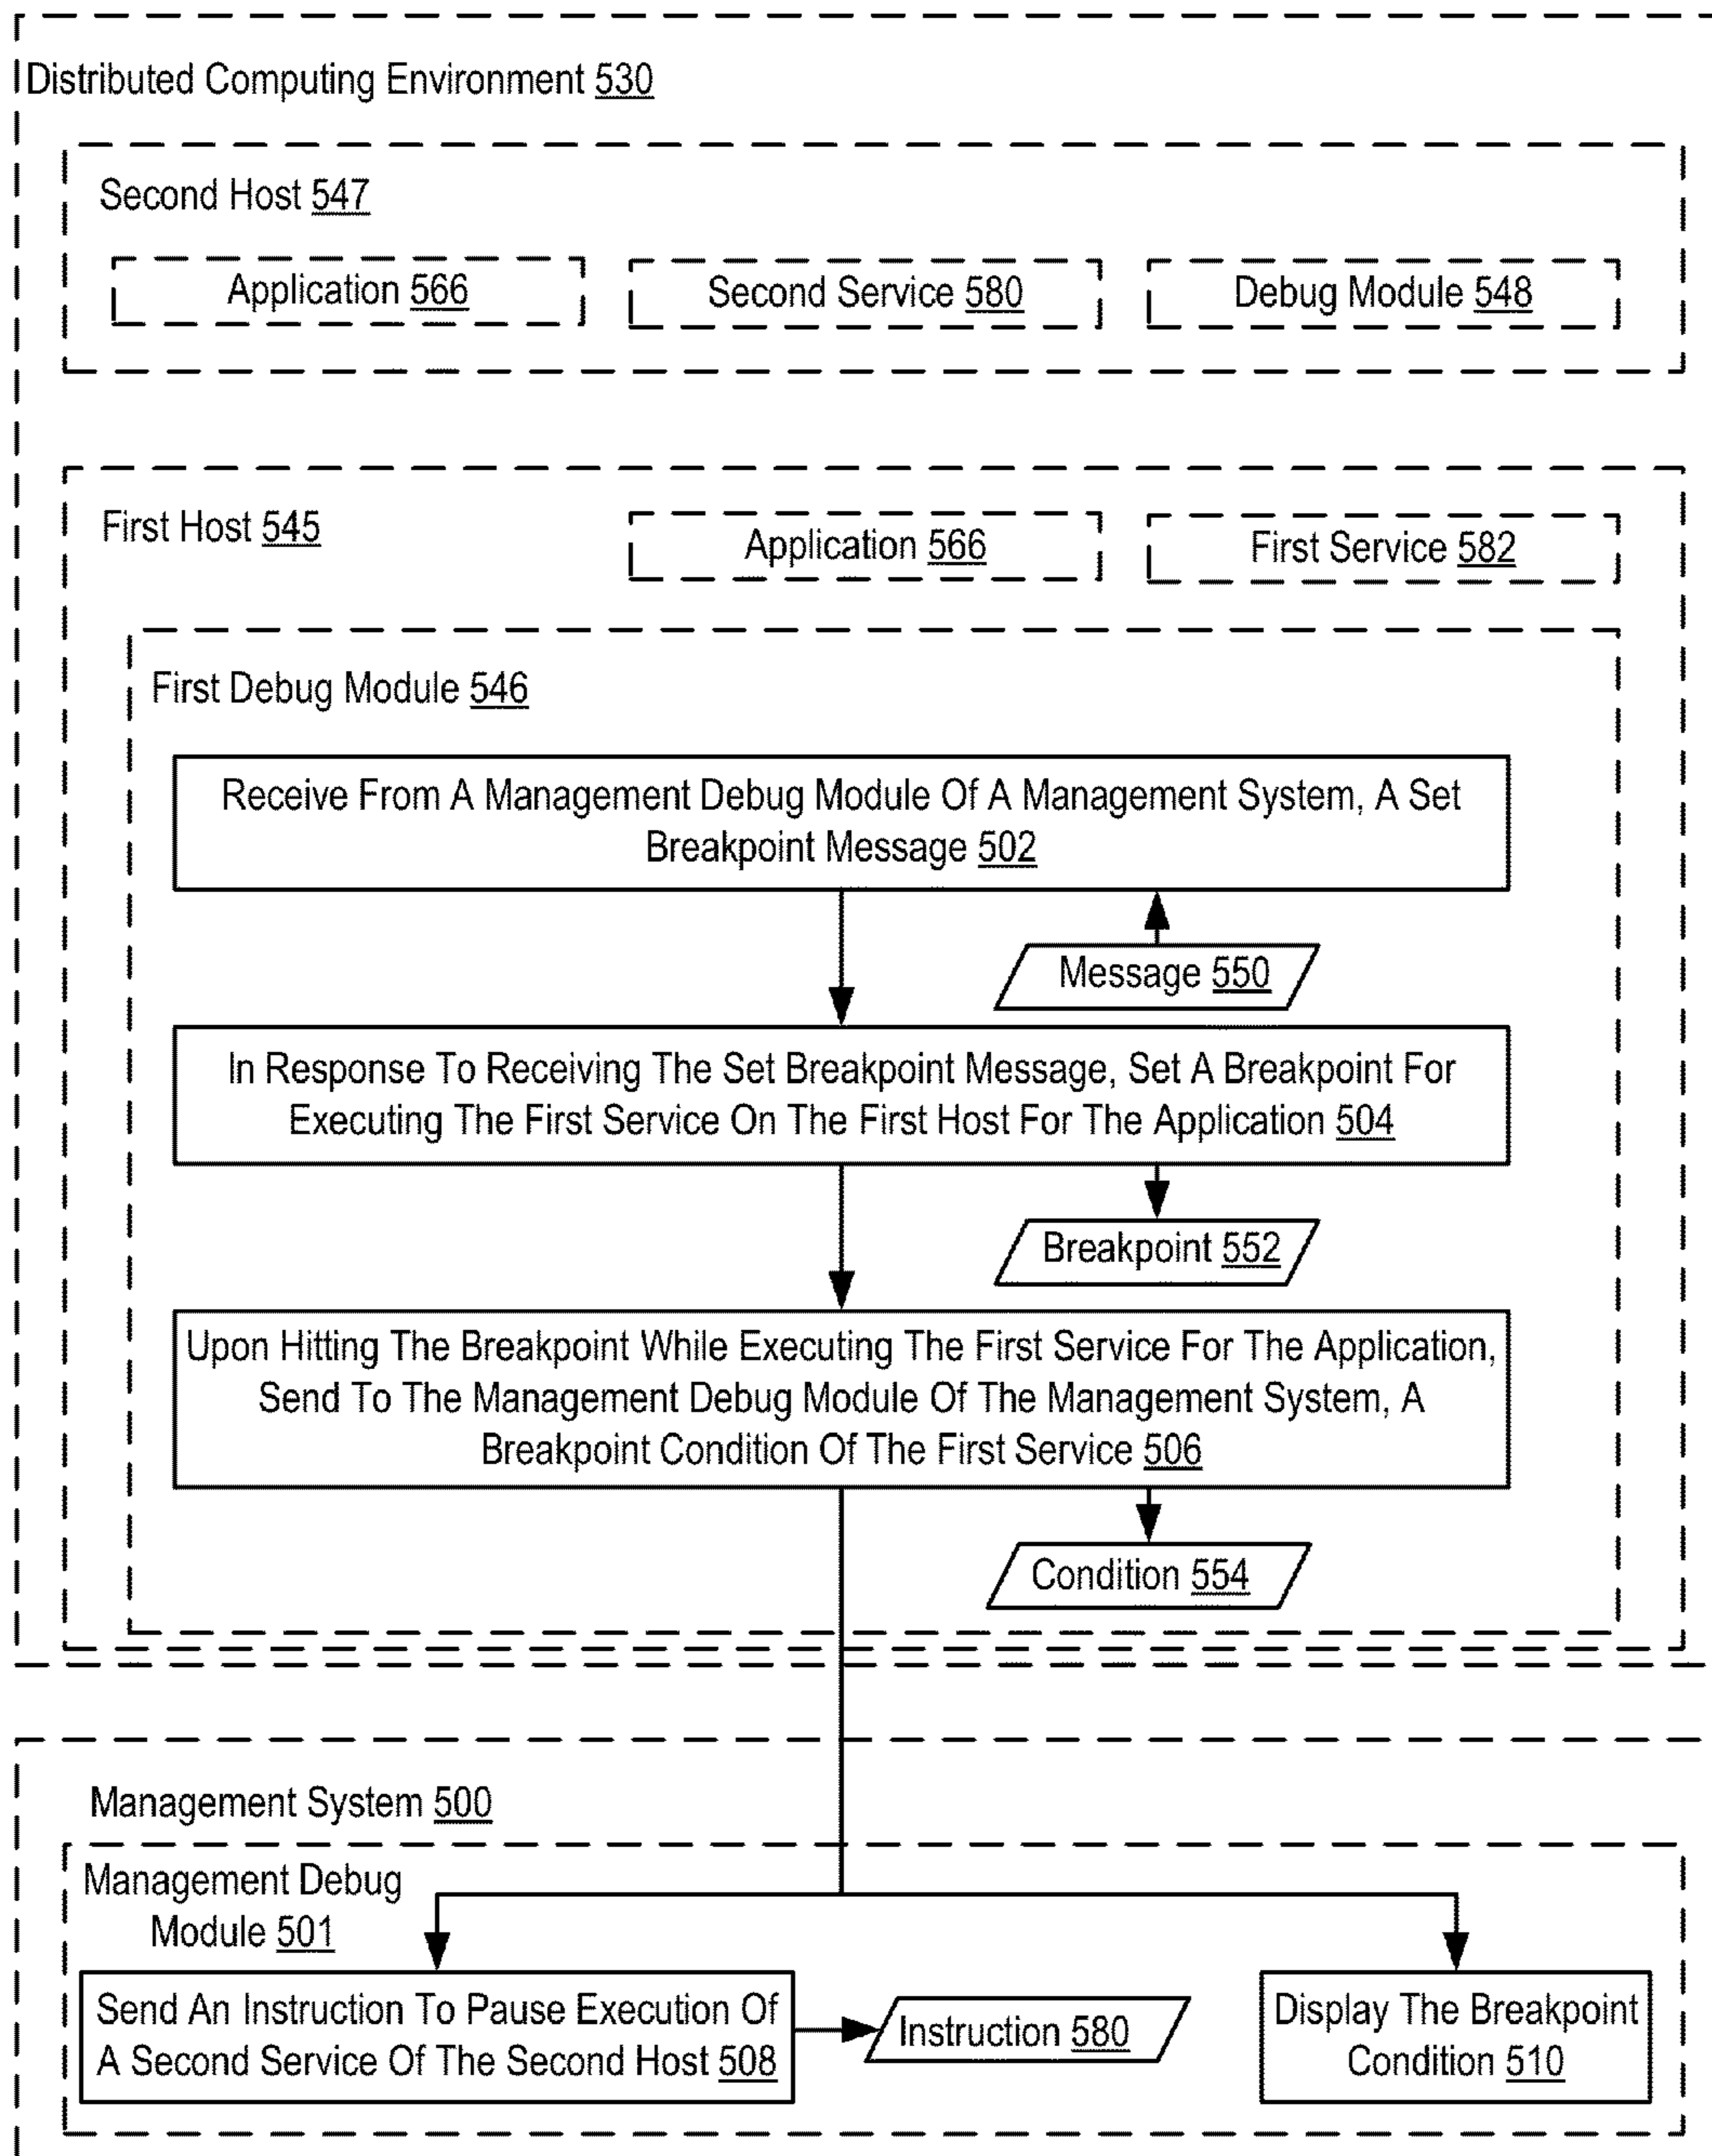 Distributed Computing Environment 530
Second Host 547
Application 566
Second Service 580
Debug Module 548
First Host 545
Application 566
First Service 582
First Debug Module 546
Receive From A Management Debug Module Of A Management System, A Set
Breakpoint Message 502
Message 550
In Response To Receiving The Set Breakpoint Message, Set A Breakpoint For
Executing The First Service On The First Host For The Application 504
Breakpoint 552
Upon Hitting The Breakpoint While Executing The First Service For The Application,
Send To The Management Debug Module Of The Management System, A
Breakpoint Condition Of The First Service 506
Condition 554
Management System 500
Management Debug
Module 501
Send An Instruction To Pause Execution Of
A Second Service Of The Second Host 508
Instruction 580
Display The Breakpoint
Condition 510